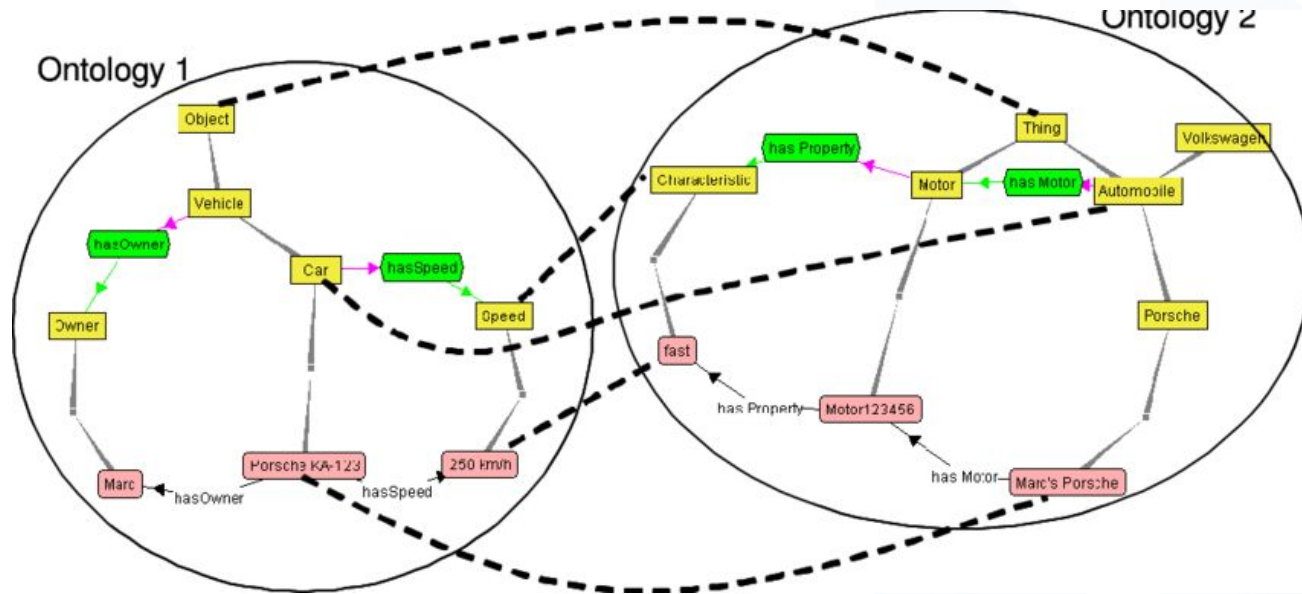 Ontology 2
Ontology 1
Object
Thing
Volkswagen
has Property
Characteristic
Motor
has Motor
Automobile
Vehicle
hasOwner
Car
hasSpeed
Owner
Speed
Porsche
fast
has Property
Motor123456
Marc
Porsche KA-123
250 km/h
hasOwner
hasSpeed
has Motor
Marc's Porsche